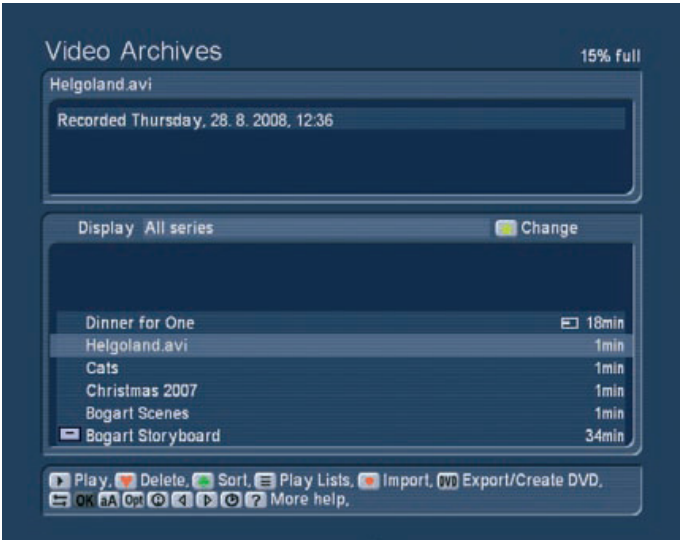 Video Archives
15% full
Helgoland.avi
Recorded Thursday, 28. 8. 2008, 12:36
Display All series
Change
Dinner for One 18min
Helgoland.avi 1min
Cats 1min
Christmas 2007 1min
Bogart Scenes 1min
Bogart Storyboard 34min
Play, Delete, Sort, Play Lists, Import, DVD Export/Create DVD,
OK aA Opt ? More help,